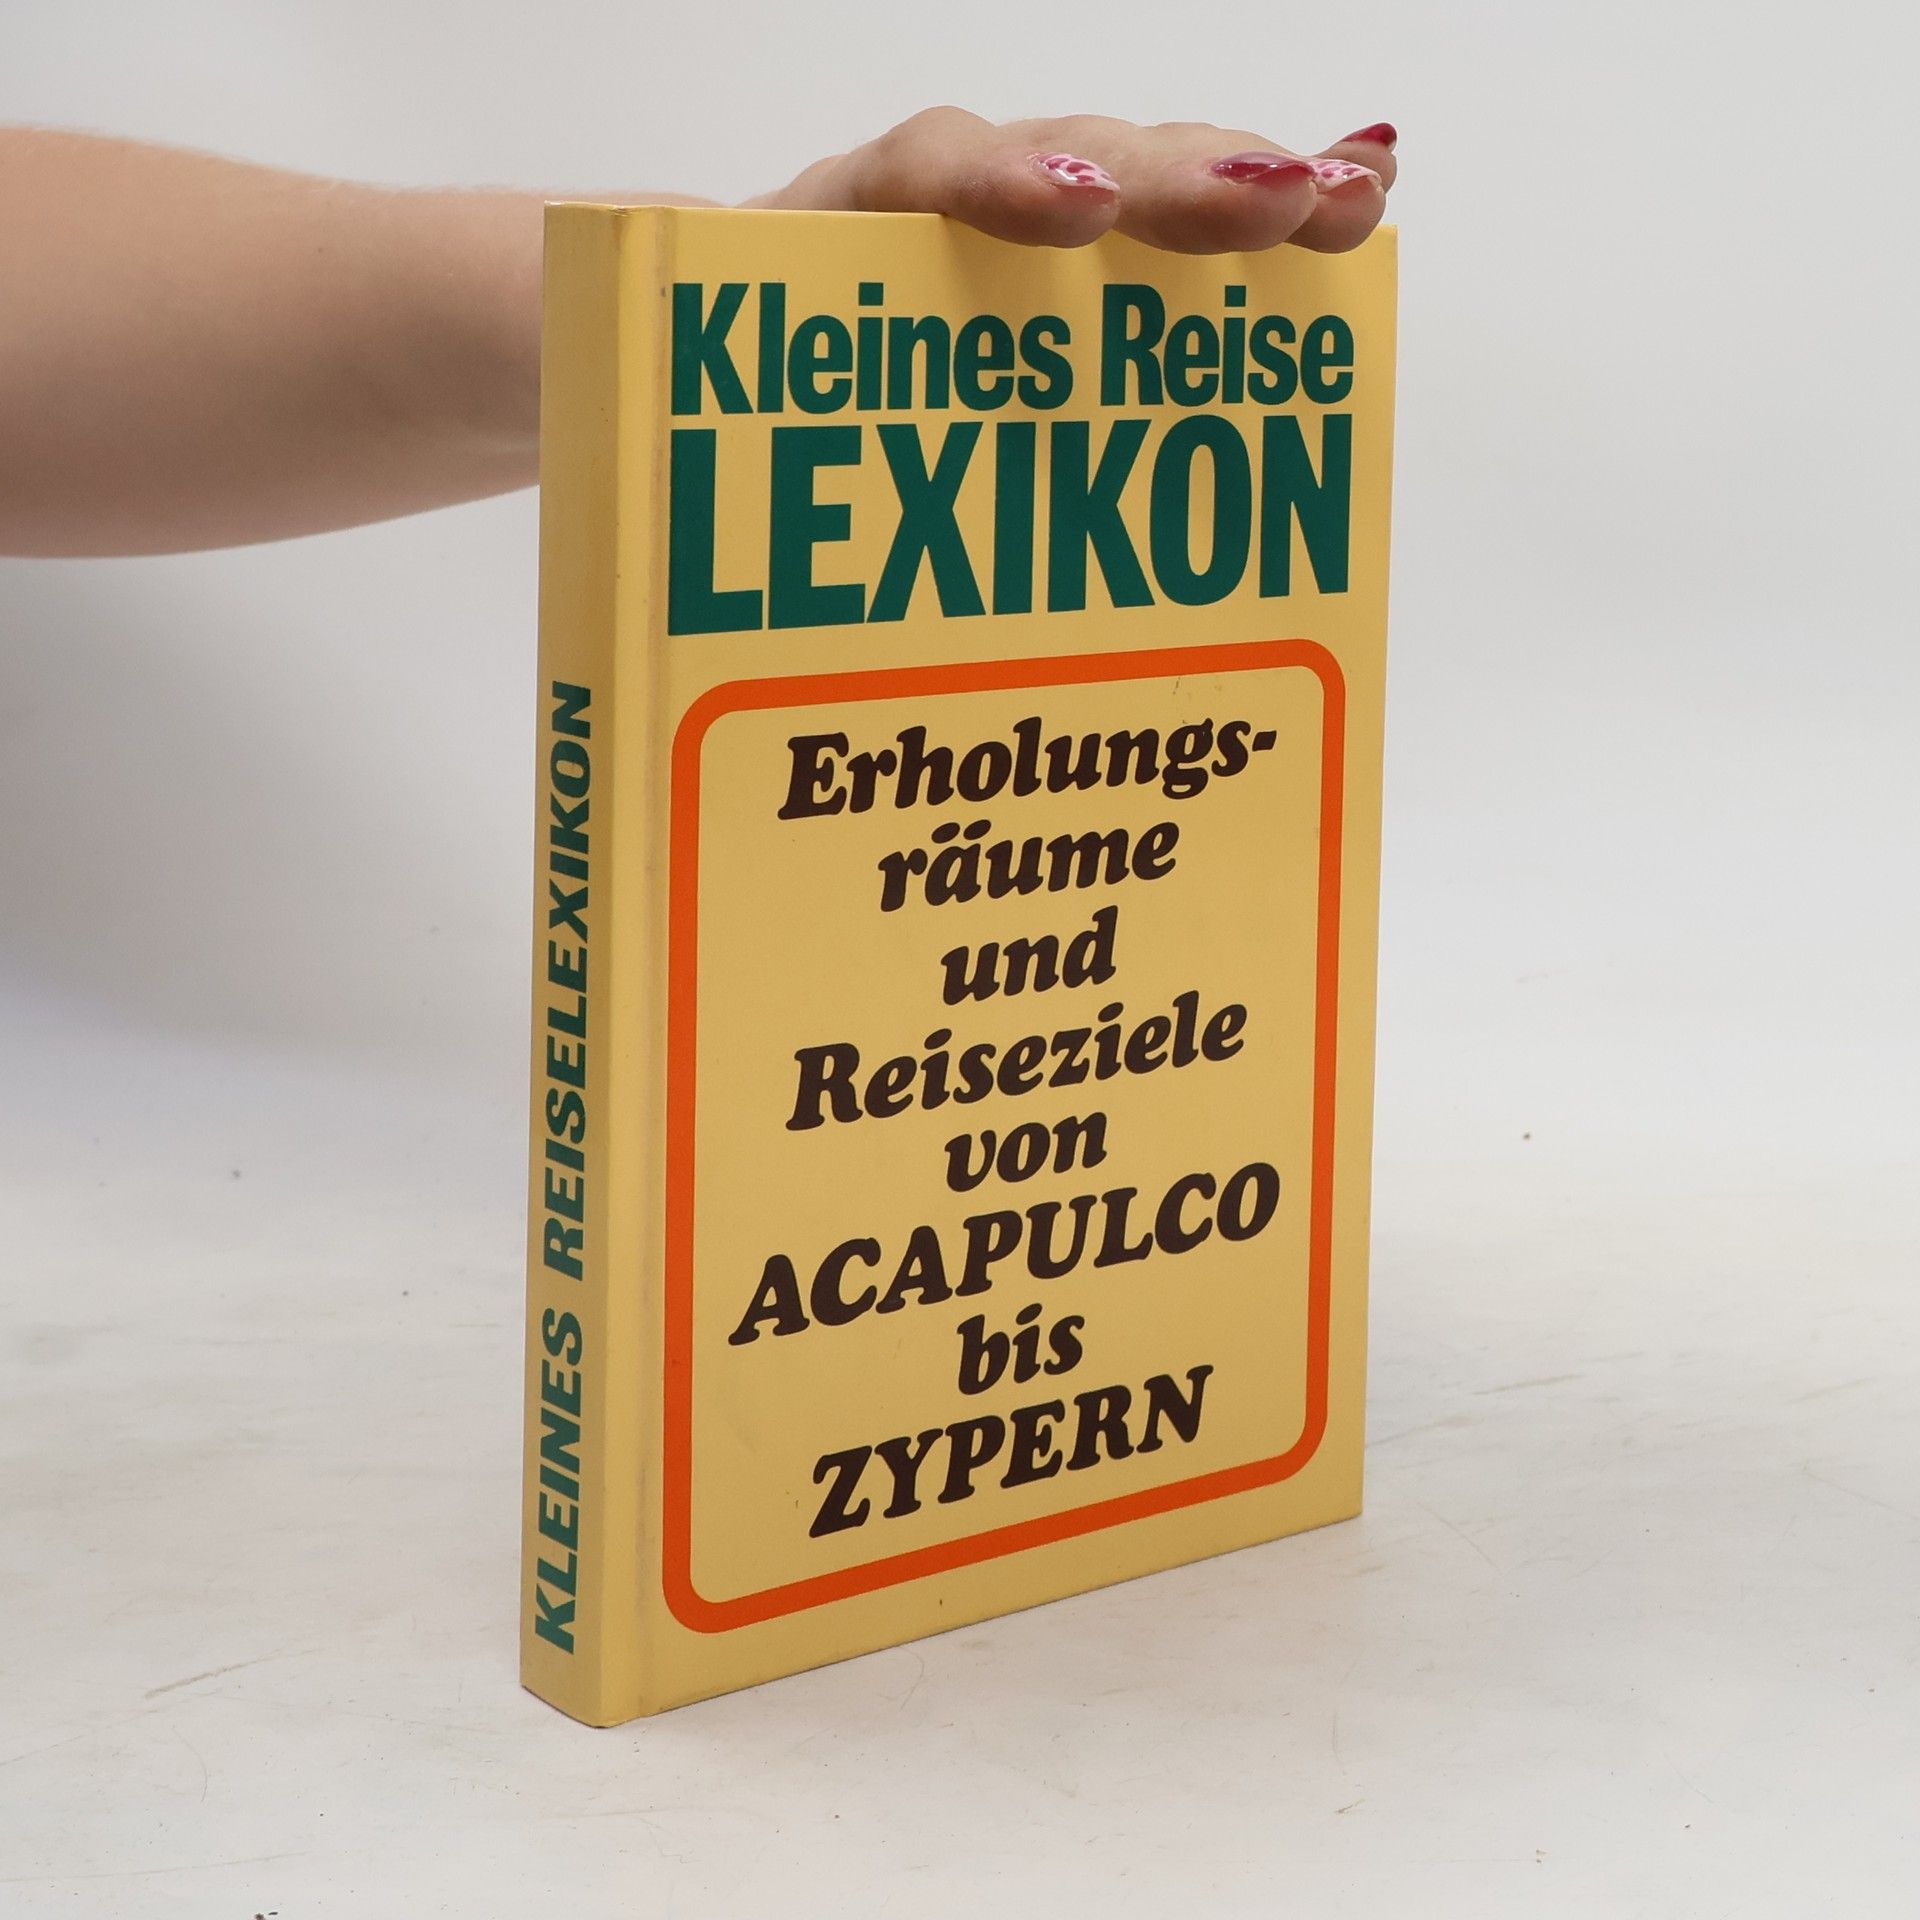 Kleines Reise
LEXIKON
Erholungs-
räume
und
Reiseziele
von
ACAPULCO
bis
ZYPERN
KLEINES REISELEXIKON